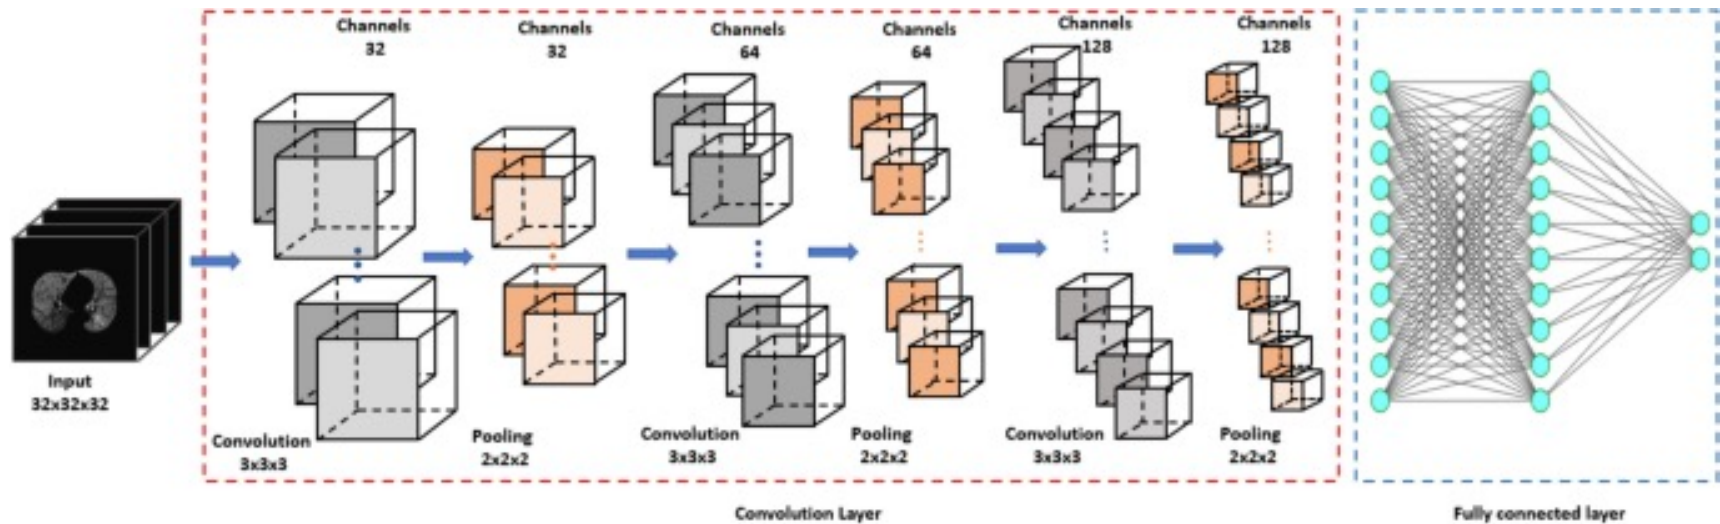 Channels
32
Channels
32
Channels
64
Channels
64
Channels
128
Channels
128
Input
32x32x32
Convolution
3x3x3
Pooling
2x2x2
Convolution
3x3x3
Pooling
2x2x2
Convolution
3x3x3
Pooling
2x2x2
Convolution Layer
Fully connected layer